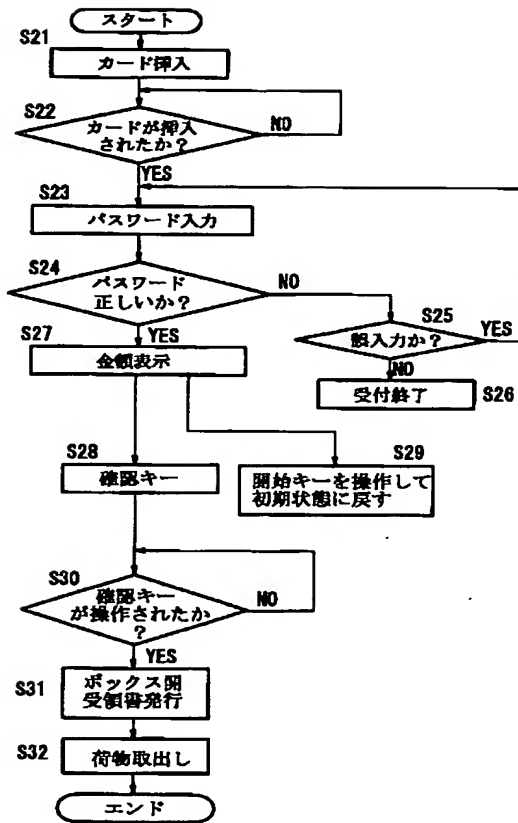 スタート
S21
カード挿入
S22
カードが挿入
されたか？
NO
YES
S23
パスワード入力
S24
パスワード
正しいか？
NO
YES
S25
誤入力か？
YES
NO
S26
受付終了
S27
金額表示
S28
確認キー
S29
開始キーを操作して
初期状態に戻す
S30
確認キー
が操作されたか
？
NO
YES
S31
ボックス開
受領書発行
S32
荷物取出し
エンド